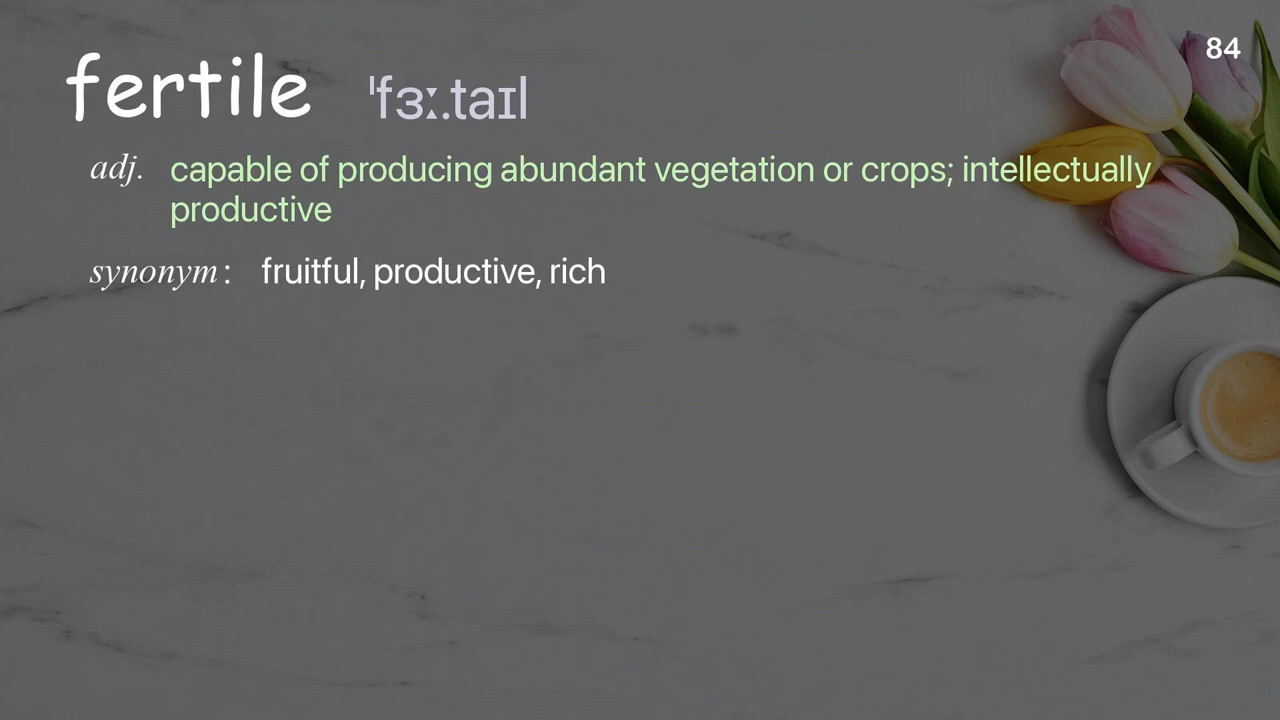 84
fertile ˈfɜː.taɪl
adj. capable of producing abundant vegetation or crops; intellectually
productive
synonym : fruitful, productive, rich